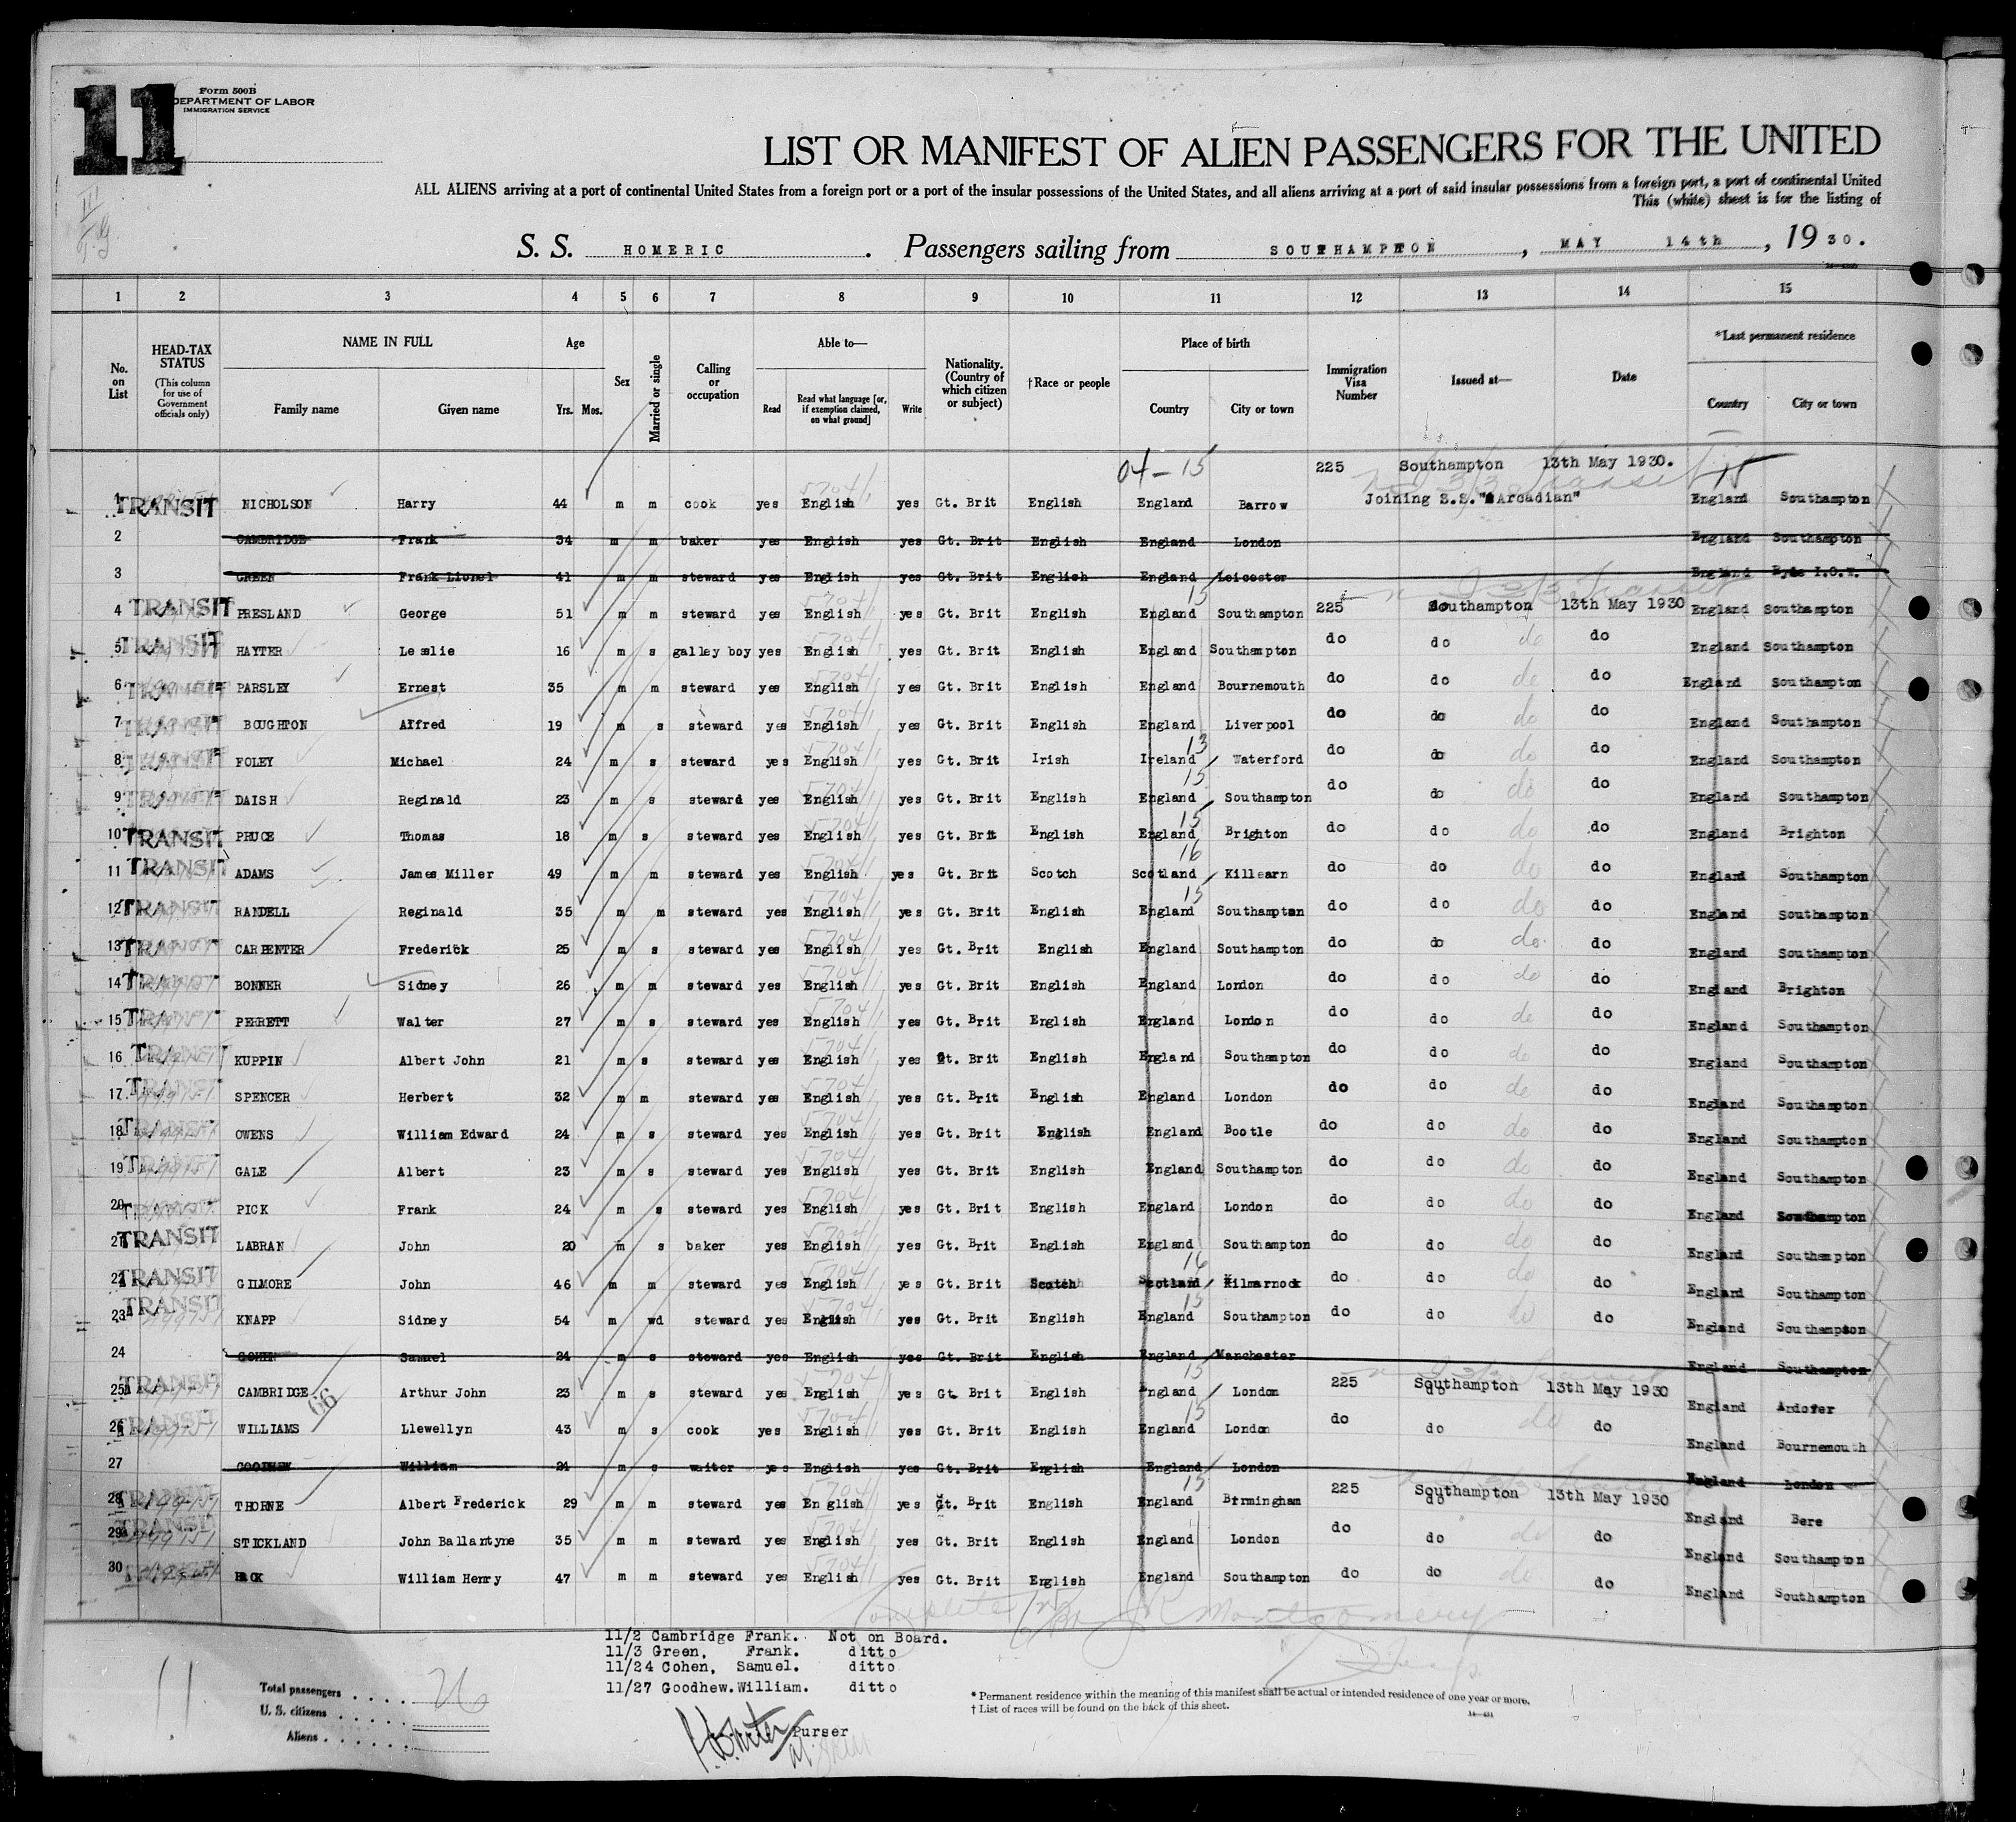 11
Form 500B
DEPARTMENT OF LABOR
IMMIGRATION SERVICE
LIST OR MANIFEST OF ALIEN PASSENGERS FOR THE UNITED
ALL ALIENS arriving at a port of continental United States from a foreign port or a port of the insular possessions of the United States, and all aliens arriving at a port of said insular possessions from a foreign port, a port of continental United
This (white) sheet is for the listing of
S. S. HOMERIC. Passengers sailing from SOUTHAMPTON, MAY 14th, 1930.
1 2 3 4 5 6 7 8 9 10 11 12 13 14 15
No. on List
HEAD-TAX STATUS (This column for use of Government officials only)
NAME IN FULL Family name Given name
Age Yrs. Mos.
Sex
Married or single
Calling or occupation
Able to— Read Read what language [or, if exemption claimed, on what ground] Write
Nationality. (Country of which citizen or subject)
†Race or people
Place of birth Country City or town
Immigration Visa Number
Issued at—
Date
*Last permanent residence Country City or town
04-15 225 Southampton 13th May 1930. 15
1 TRANSIT NICHOLSON Harry 44 m m cook yes English yes Gt. Brit English England Barrow Joining S.S." Arcadian" England Southampton
2 CAMBRIDGE Frank 34 m m baker yes English yes Gt. Brit English England London England Southampton
3 GREEN Frank Lionel 41 m m steward yes English yes Gt. Brit English England Leicester England Ryde I.O.W.
4 TRANSIT PRESLAND George 51 m m steward yes English yes Gt. Brit English England Southampton 225 Southampton 13th May 1930 England Southampton
5 TRANSIT HAYTER Leslie 16 m s galley boy yes English yes Gt. Brit English England Southampton do do do do England Southampton
6 TRANSIT PARSLEY Ernest 35 m m steward yes English yes Gt. Brit English England Bournemouth do do do do England Southampton
7 TRANSIT BOUGHTON Alfred 19 m s steward yes English yes Gt. Brit English England Liverpool do do do do England Southampton
8 TRANSIT FOLEY Michael 24 m s steward yes English yes Gt. Brit Irish Ireland Waterford do do do do England Southampton
9 TRANSIT DAISH Reginald 23 m s steward yes English yes Gt. Brit English England Southampton do do do do England Southampton
10 TRANSIT PRUCE Thomas 18 m s steward yes English yes Gt. Brit English England Brighton do do do do England Brighton
11 TRANSIT ADAMS James Miller 49 m m steward yes English yes Gt. Brit Scotch Scotland Killearn do do do do England Southampton
12 TRANSIT RANDELL Reginald 35 m m steward yes English yes Gt. Brit English England Southampton do do do do England Southampton
13 TRANSIT CARPENTER Frederick 25 m s steward yes English yes Gt. Brit English England Southampton do do do do England Southampton
14 TRANSIT BONNER Sidney 26 m m steward yes English yes Gt. Brit English England London do do do do England Brighton
15 TRANSIT PERRETT Walter 27 m s steward yes English yes Gt. Brit English England London do do do do England Southampton
16 TRANSIT KUPPIN Albert John 21 m s steward yes English yes Gt. Brit English England Southampton do do do do England Southampton
17 TRANSIT SPENCER Herbert 32 m m steward yes English yes Gt. Brit English England London do do do do England Southampton
18 TRANSIT OWENS William Edward 24 m s steward yes English yes Gt. Brit English England Bootle do do do do England Southampton
19 TRANSIT GALE Albert 23 m s steward yes English yes Gt. Brit English England Southampton do do do do England Southampton
20 TRANSIT PICK Frank 24 m s steward yes English yes Gt. Brit English England London do do do do England Southampton
21 TRANSIT LABRAN John 20 m s baker yes English yes Gt. Brit English England Southampton do do do do England Southampton
22 TRANSIT GILMORE John 46 m m steward yes English yes Gt. Brit Scotch Scotland Kilmarnock do do do do England Southampton
23 TRANSIT KNAPP Sidney 54 m wd steward yes English yes Gt. Brit English England Southampton do do do do England Southampton
24 COHEN Samuel 24 m s steward yes English yes Gt. Brit English England Manchester England Southampton
25 TRANSIT CAMBRIDGE Arthur John 23 m s steward yes English yes Gt. Brit English England London 225 Southampton 13th May 1930 England Andofer
26 TRANSIT WILLIAMS Llewellyn 43 m s cook yes English yes Gt. Brit English England London do do do do England Bournemouth
27 GOODHEW William 21 m s waiter yes English yes Gt. Brit English England London England London
28 TRANSIT THORNE Albert Frederick 29 m m steward yes English yes Gt. Brit English England Birmingham 225 Southampton 13th May 1930 England Bere
29 TRANSIT STICKLAND John Ballantyne 35 m m steward yes English yes Gt. Brit English England London do do do do England Southampton
30 TRANSIT William Henry 47 m m steward yes English yes Gt. Brit English England Southampton do do do do England Southampton
Montgomery
11/2 Cambridge Frank. Not on Board.
11/3 Green, Frank. ditto
11/24 Cohen, Samuel. ditto
11/27 Goodhew.William. ditto
Purser
11
Total passengers . . . . 26
U. S. citizens . . . . .
Aliens . . . . . .
* Permanent residence within the meaning of this manifest shall be actual or intended residence of one year or more.
† List of races will be found on the back of this sheet.